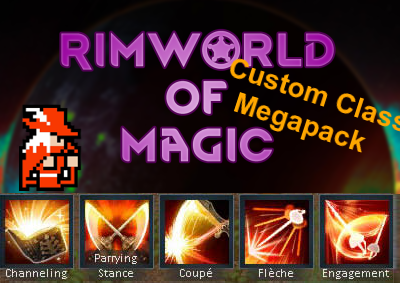 RIMWORLD
OF
MAGIC
Custom Class
Megapack
Channeling
Parrying
Stance
Coupé
Flèche
Engagement